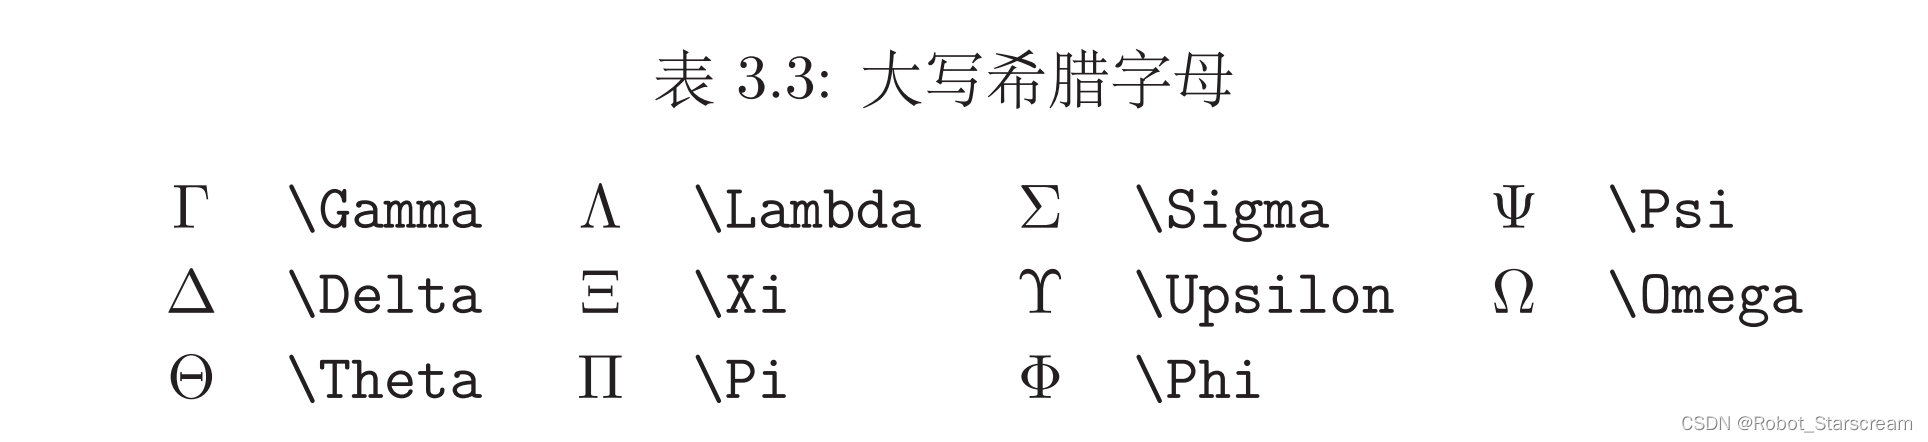 表 3.3: 大写希腊字母
Γ \Gamma Λ \Lambda Σ \Sigma Ψ \Psi
Δ \Delta Ξ \Xi ϒ \Upsilon Ω \Omega
Θ \Theta Π \Pi Φ \Phi
CSDN @Robot_Starscream